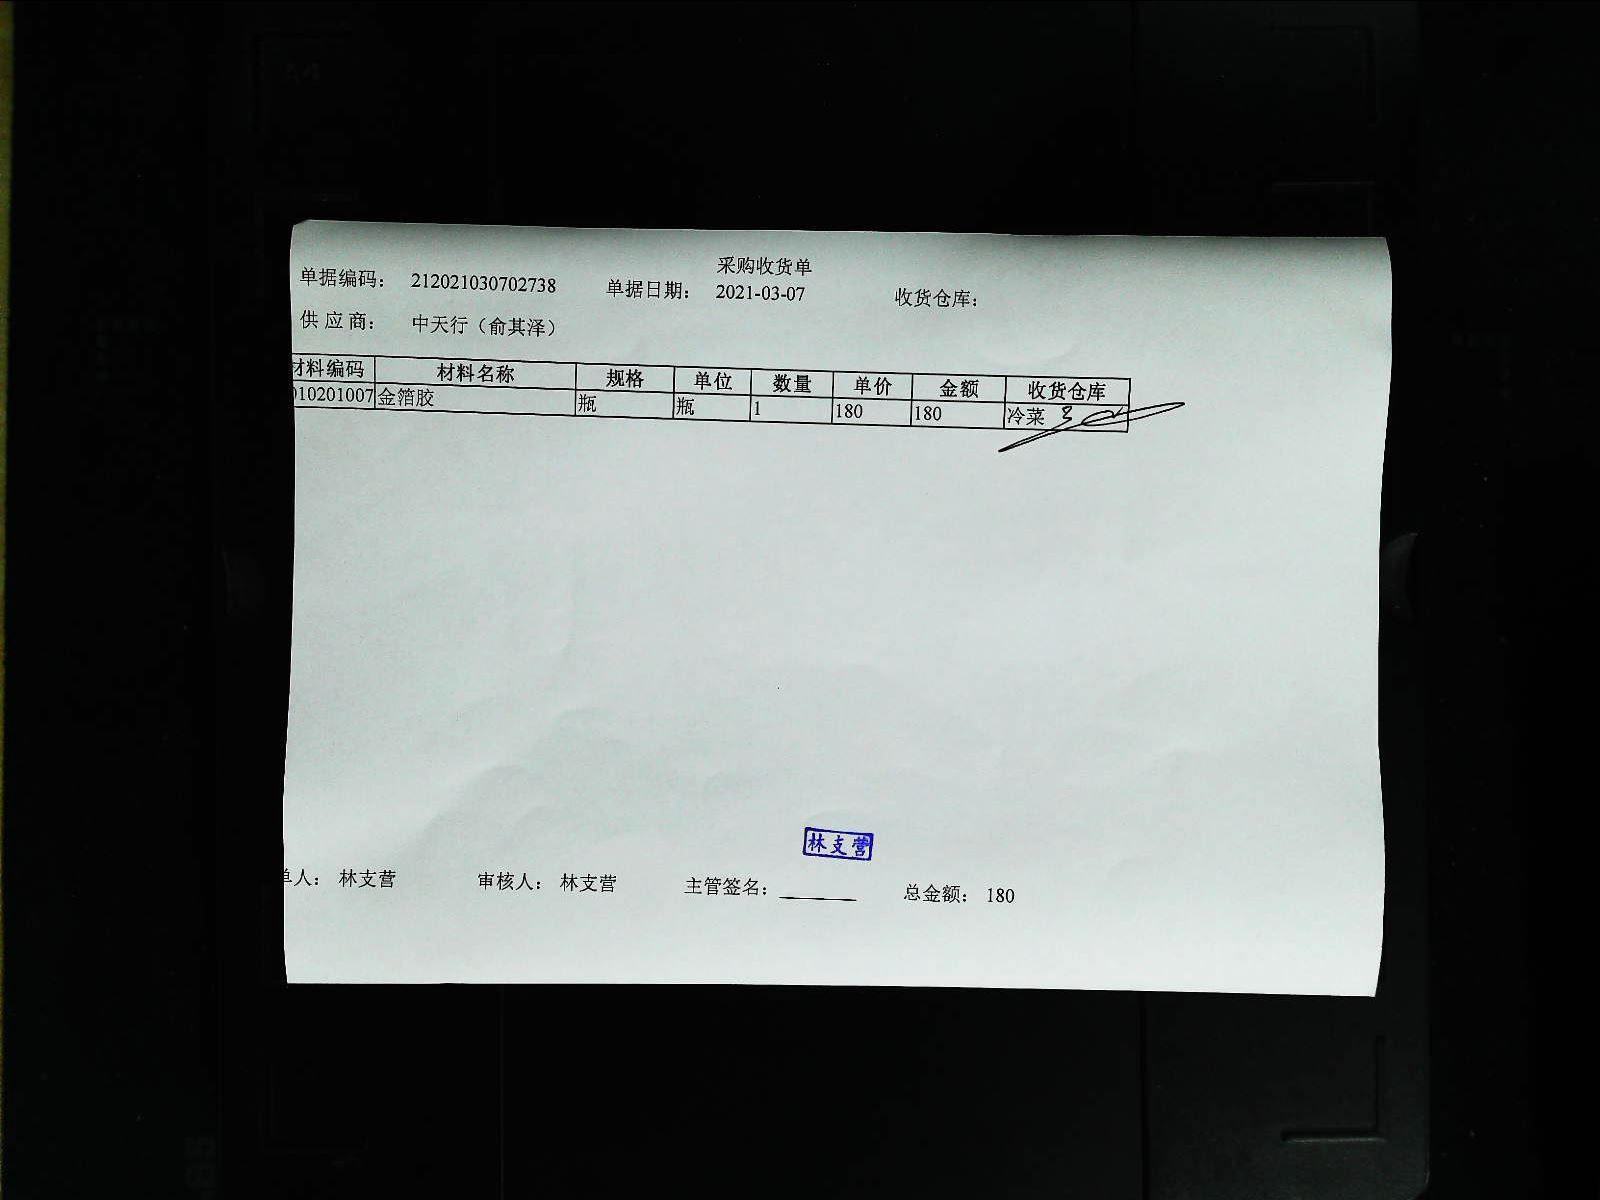 采购收货单
单据编码： 212021030702738 单据日期： 2021-03-07 收货仓库：
供 应 商： 中天行（俞其泽）
材料编码 材料名称 规格 单位 数量 单价 金额 收货仓库
010201007 金箔胶 瓶 瓶 1 180 180 冷菜
林支营
单人： 林支营 审核人： 林支营 主管签名： 总金额： 180